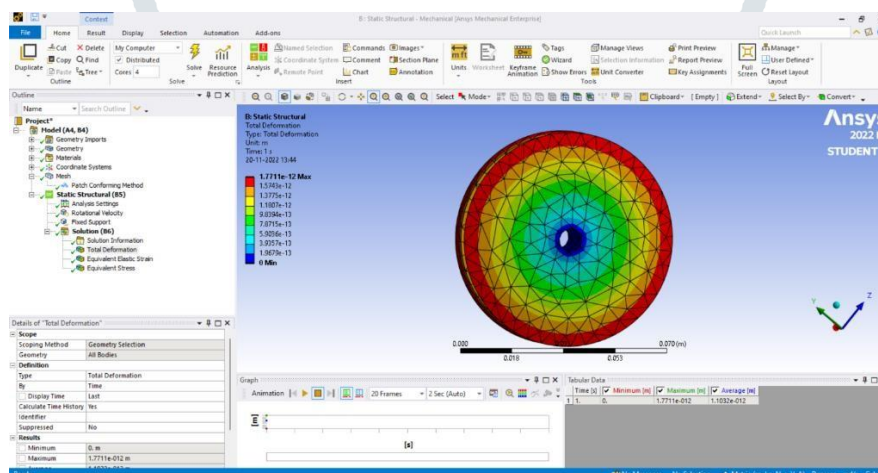 Context
B: Static Structural - Mechanical [Ansys Mechanical Enterprise]
File Home Result Display Selection Automation Add-ons
Quick Launch
Duplicate
Cut
Copy
Paste
Delete
Find
Tree
Outline
My Computer
Distributed
Cores 4
Solve
Resource Prediction
Solve
Analysis
Named Selection
Coordinate System
Remote Point
Commands
Comment
Chart
Images
Section Plane
Annotation
Insert
Units
Worksheet
Keyframe Animation
Tags
Wizard
Show Errors
Manage Views
Selection Information
Unit Converter
Print Preview
Report Preview
Key Assignments
Tools
Full Screen
Manage
User Defined
Reset Layout
Layout
Outline
Name Search Outline
Select Mode Clipboard [Empty] Extend Select By Convert
Project*
Model (A4, B4)
Geometry Imports
Geometry
Materials
Coordinate Systems
Mesh
Patch Conforming Method
Static Structural (B5)
Analysis Settings
Rotational Velocity
Fixed Support
Solution (B6)
Solution Information
Total Deformation
Equivalent Elastic Strain
Equivalent Stress
B: Static Structural
Total Deformation
Type: Total Deformation
Unit: m
Time: 1 s
20-11-2022 13:44
1.7711e-12 Max
1.5743e-12
1.3775e-12
1.1807e-12
9.8394e-13
7.8715e-13
5.9036e-13
3.9357e-13
1.9679e-13
0 Min
2022
STUDENT
0.000 0.070 (m)
0.018 0.053
Y Z
Details of "Total Deformation"
Scope
Scoping Method Geometry Selection
Geometry All Bodies
Definition
Type Total Deformation
By Time
Display Time Last
Calculate Time History Yes
Identifier
Suppressed No
Results
Minimum 0. m
Maximum 1.7711e-012 m
Graph
Animation 20 Frames 2 Sec (Auto)
[s]
Tabular Data
Time [s] Minimum [m] Maximum [m] Average [m]
1 1. 0. 1.7711e-012 1.1032e-012